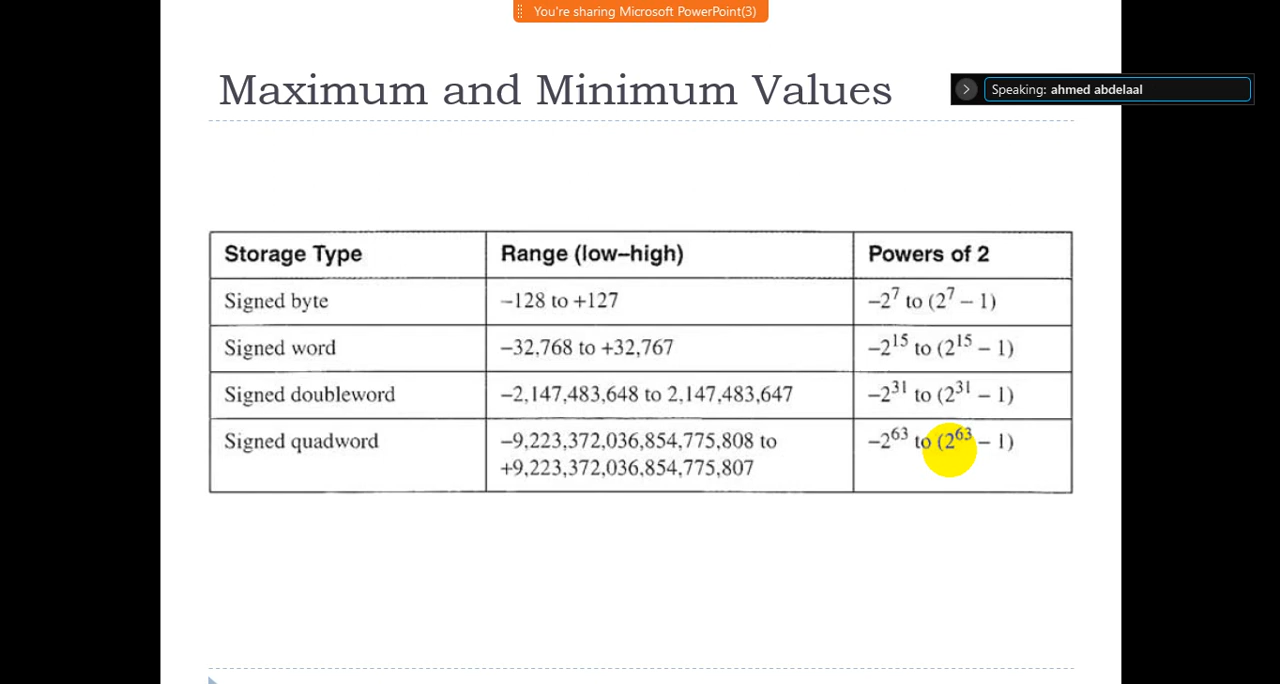 You're sharing Microsoft PowerPoint(3)
Maximum and Minimum Values
Speaking: ahmed abdelaal
Storage Type Range (low–high) Powers of 2
Signed byte –128 to +127 –2⁷ to (2⁷ – 1)
Signed word –32,768 to +32,767 –2¹⁵ to (2¹⁵ – 1)
Signed doubleword –2,147,483,648 to 2,147,483,647 –2³¹ to (2³¹ – 1)
Signed quadword –9,223,372,036,854,775,808 to –2⁶³ to (2⁶³ – 1)
+9,223,372,036,854,775,807